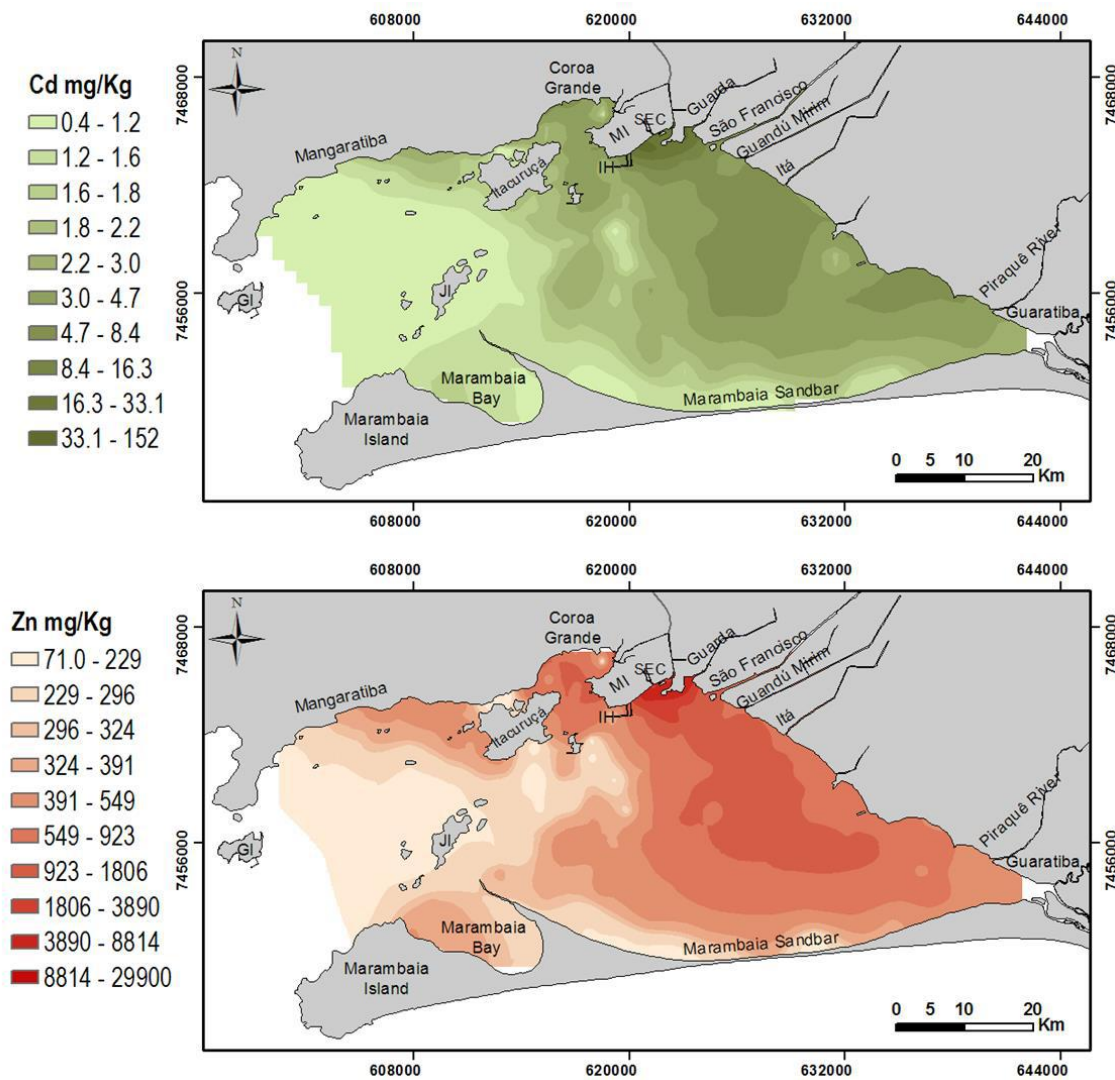 608000 620000 632000 644000
N
Cd mg/Kg
0.4 - 1.2
1.2 - 1.6
1.6 - 1.8
1.8 - 2.2
2.2 - 3.0
3.0 - 4.7
4.7 - 8.4
8.4 - 16.3
16.3 - 33.1
33.1 - 152
7468000
7456000
Coroa
Grande
MI
SEC
Guarda
São Francisco
Guandú Mirim
Itá
Mangaratiba
Itacuruçá
JI
GI
Piraquê River
Guaratiba
Marambaia
Bay
Marambaia Sandbar
Marambaia
Island
7468000
7456000
0 5 10 20
Km
608000 620000 632000 644000
608000 620000 632000 644000
N
Zn mg/Kg
71.0 - 229
229 - 296
296 - 324
324 - 391
391 - 549
549 - 923
923 - 1806
1806 - 3890
3890 - 8814
8814 - 29900
7468000
7456000
Coroa
Grande
MI
SEC
Guarda
São Francisco
Guandú Mirim
Itá
Mangaratiba
Itacuruçá
JI
GI
Piraquê River
Guaratiba
Marambaia
Bay
Marambaia Sandbar
Marambaia
Island
7468000
7456000
0 5 10 20
Km
608000 620000 632000 644000